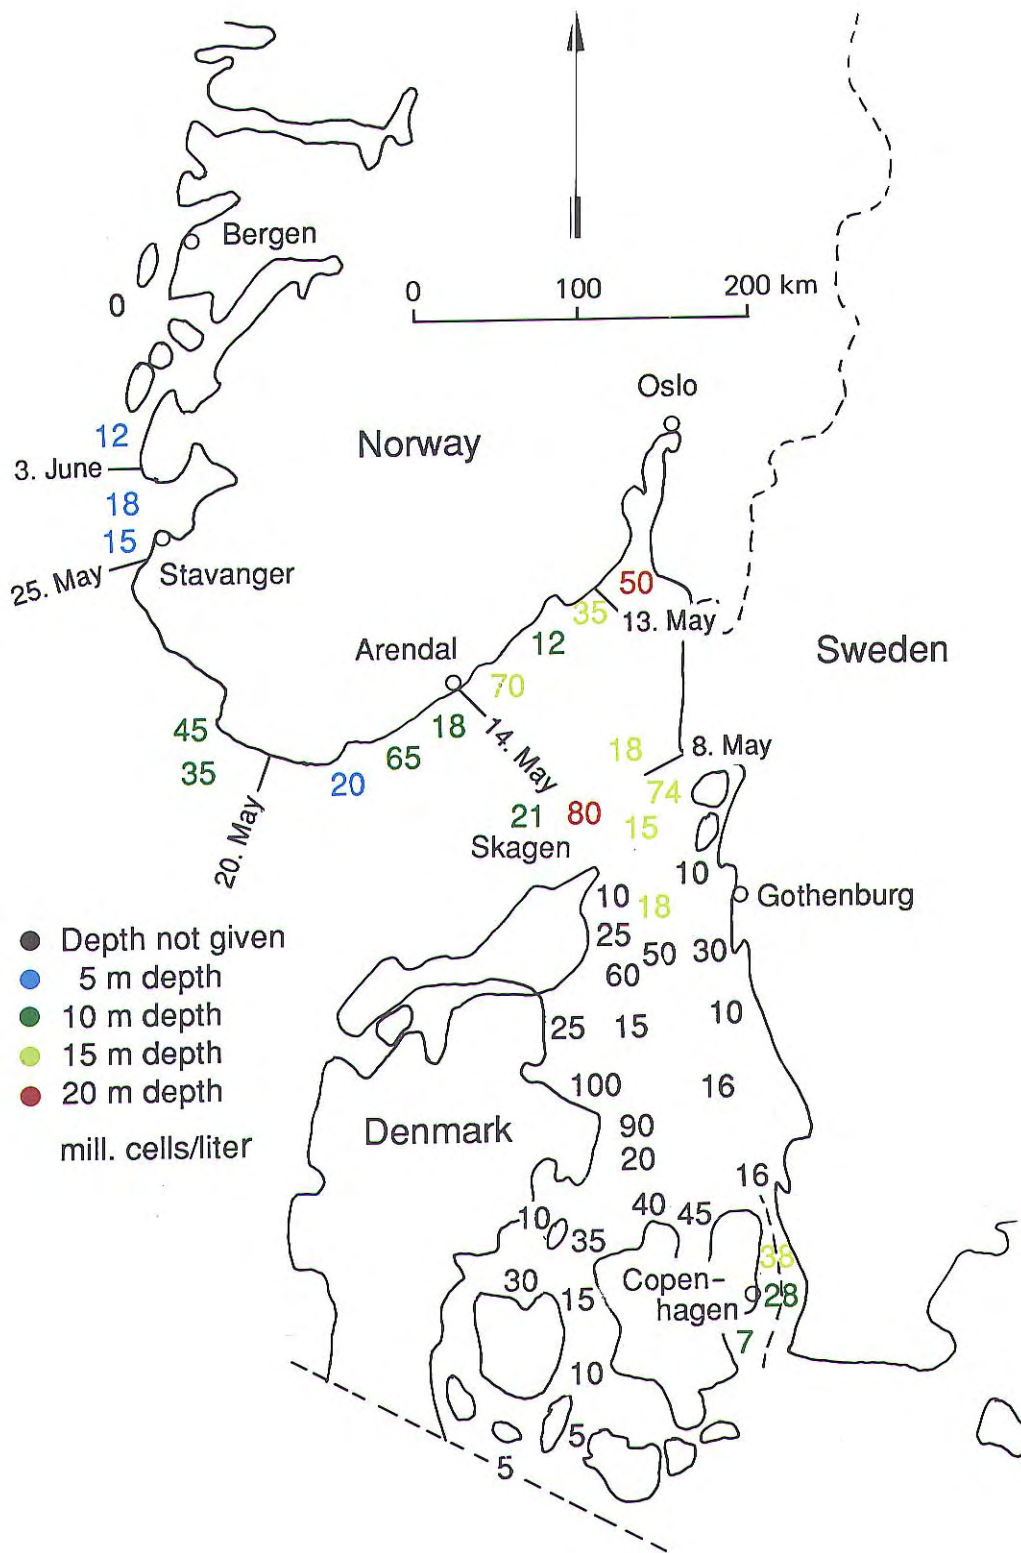 Bergen
0
0 100 200 km
Oslo
Norway
12
3. June
18
15
25. May
Stavanger
50
35
13. May
12
Sweden
Arendal
70
45
18
14. May
18
8. May
35
65
20
74
20. May
21
80
15
Skagen
10
10
18
Gothenburg
25
50
30
60
Depth not given
5 m depth
10 m depth
15 m depth
20 m depth
mill. cells/liter
25
15
10
100
16
Denmark
90
20
16
40
45
10
35
38
30
15
Copen-
hagen
28
7
10
5
5